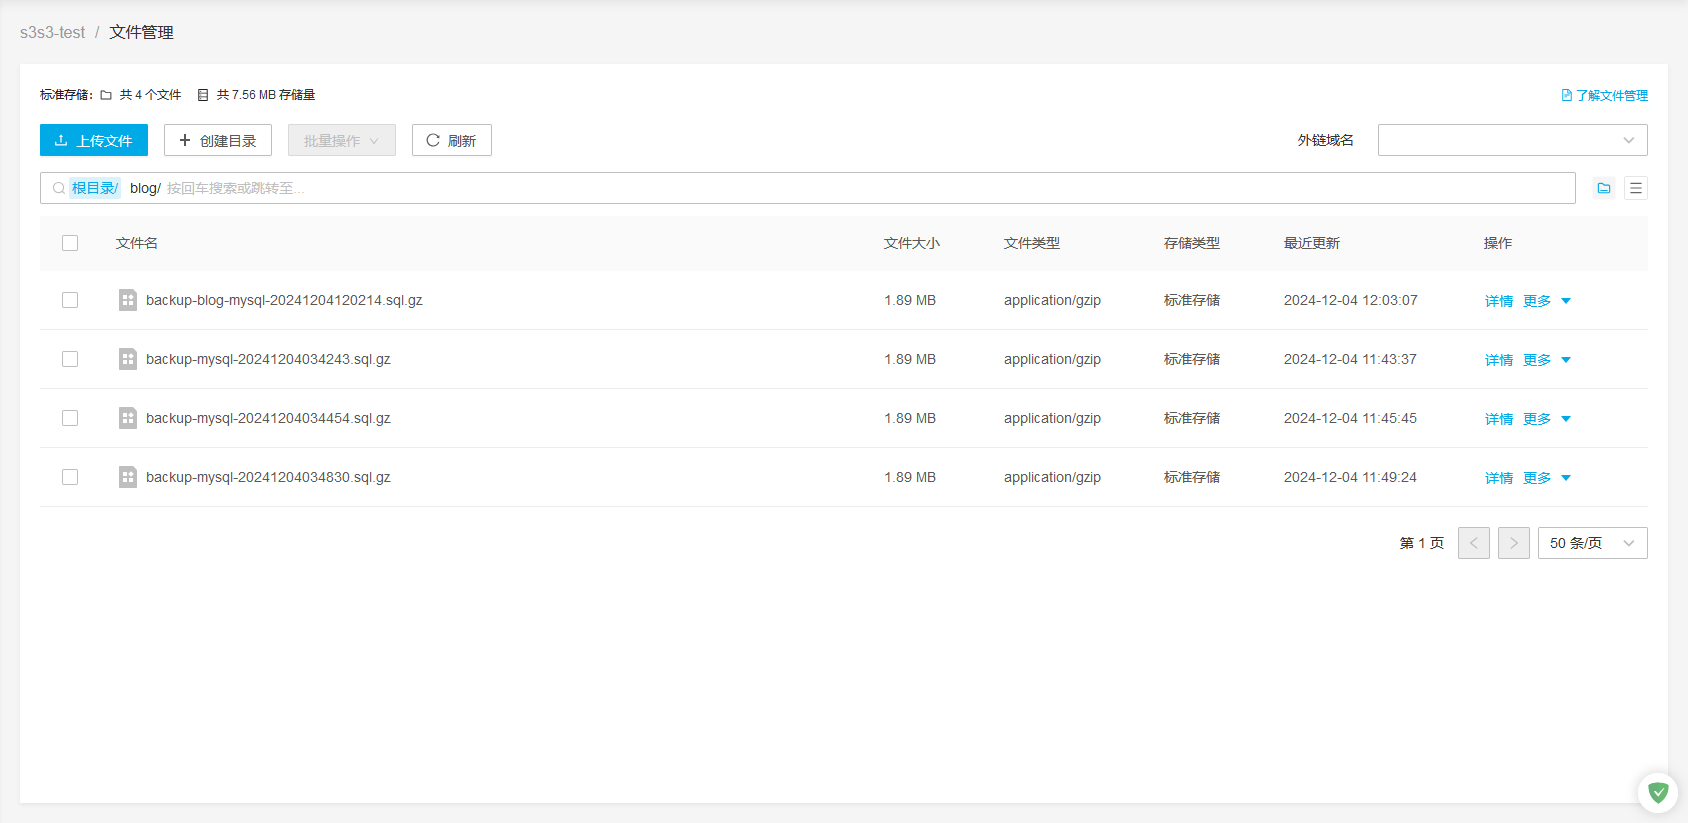 s3s3-test / 文件管理
标准存储： 共 4 个文件 共 7.56 MB 存储量 了解文件管理
上传文件 创建目录 批量操作 刷新 外链域名
根目录/ blog/ 按回车搜索或跳转至...
文件名 文件大小 文件类型 存储类型 最近更新 操作
backup-blog-mysql-20241204120214.sql.gz 1.89 MB application/gzip 标准存储 2024-12-04 12:03:07 详情 更多
backup-mysql-20241204034243.sql.gz 1.89 MB application/gzip 标准存储 2024-12-04 11:43:37 详情 更多
backup-mysql-20241204034454.sql.gz 1.89 MB application/gzip 标准存储 2024-12-04 11:45:45 详情 更多
backup-mysql-20241204034830.sql.gz 1.89 MB application/gzip 标准存储 2024-12-04 11:49:24 详情 更多
第 1 页 50 条/页